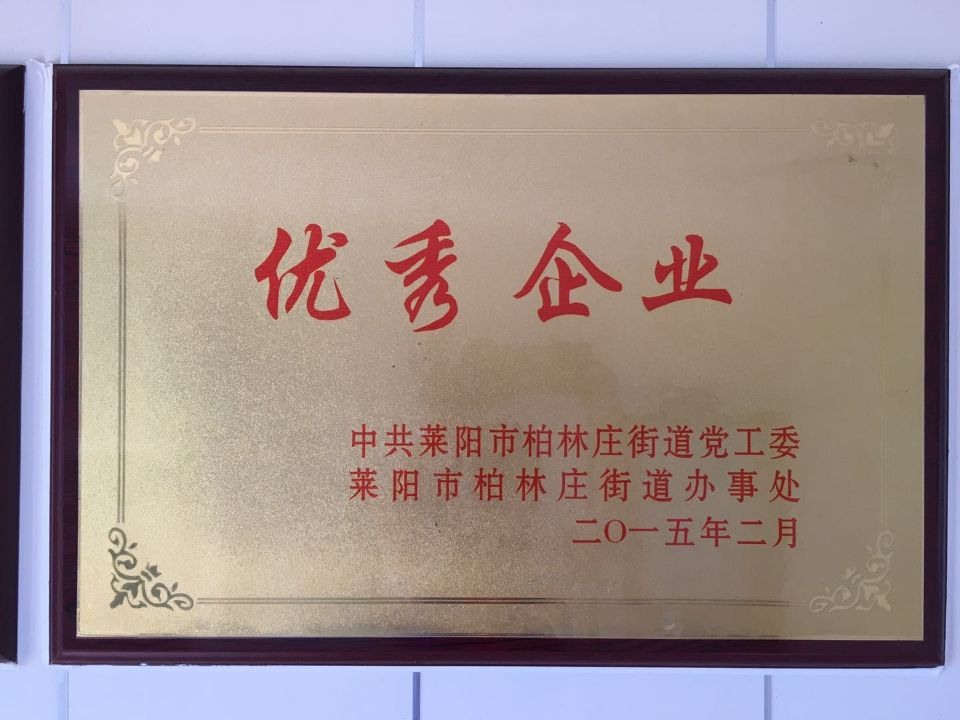 优秀企业
中共莱阳市柏林庄街道党工委
莱阳市柏林庄街道办事处
二〇一五年二月